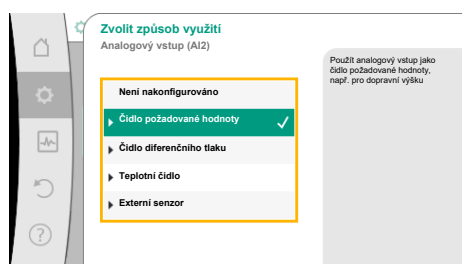 Zvolit způsob využití
Analogový vstup (AI2)
Není nakonfigurováno
Čidlo požadované hodnoty
Čidlo diferenčního tlaku
Teplotní čidlo
Externí senzor
Použít analogový vstup jako
čidlo požadované hodnoty,
např. pro dopravní výšku
?